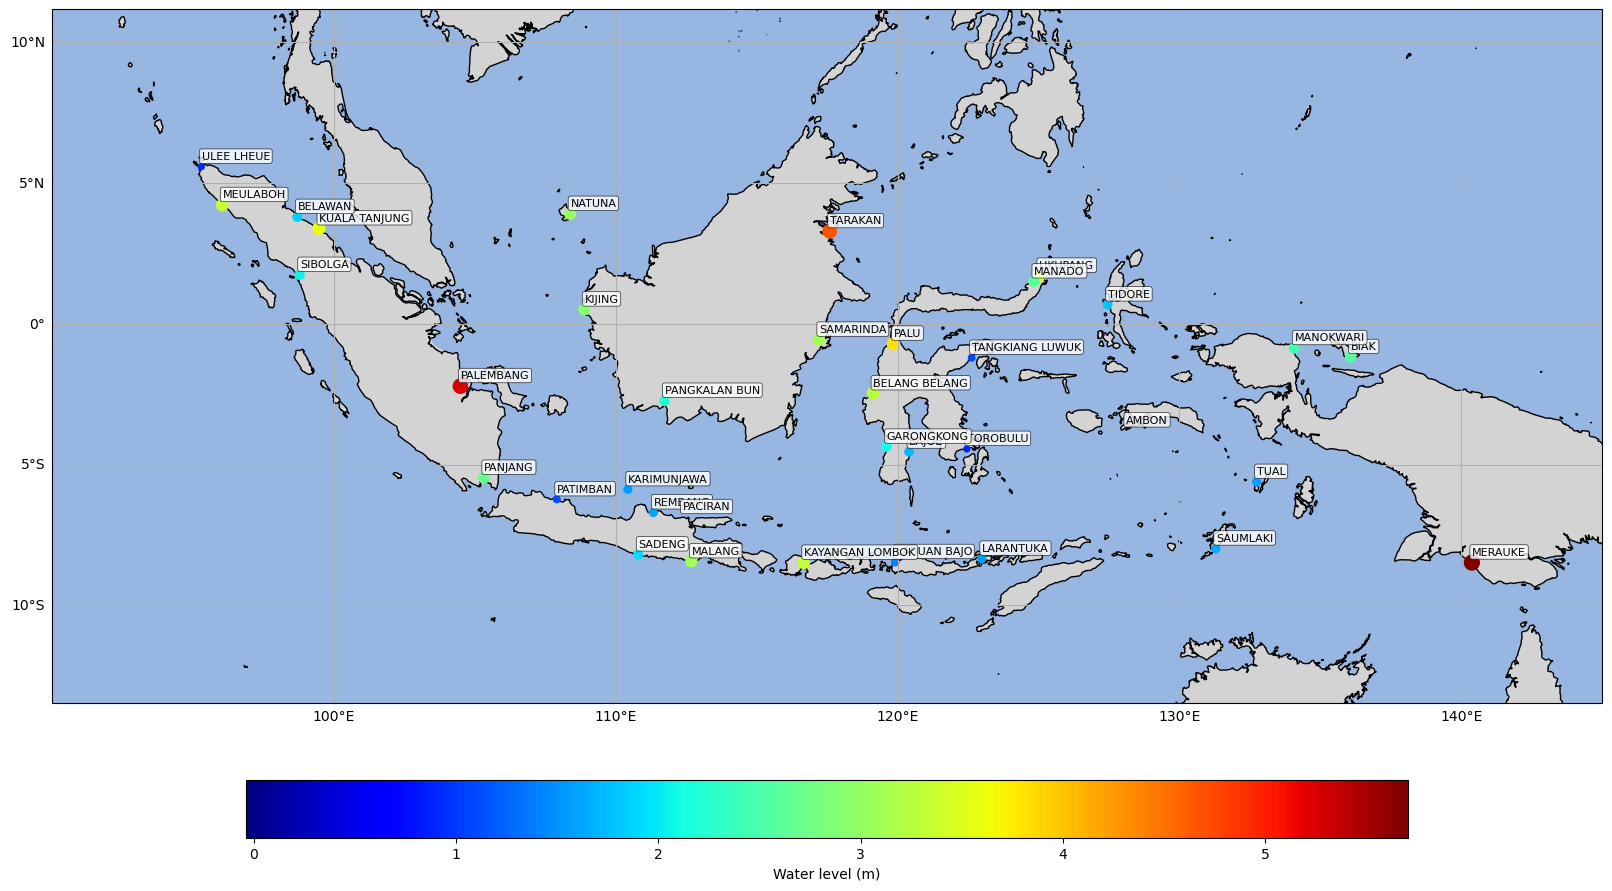 10°N
ULEE LHEUE
5°N
MEULABOH
NATUNA
BELAWAN
KUALA TANJUNG
TARAKAN
SIBOLGA
MANADO
TIDORE
KIJING
0°
SAMARINDA
PALU
MANOKWARI
BIAK
TANGKIANG LUWUK
PALEMBANG
BELANG BELANG
PANGKALAN BUN
AMBON
GARONGKONG
OROBULU
5°S
PANJANG
TUAL
KARIMUNJAWA
PATIMBAN
PACIRAN
SADENG
SAUMLAKI
MALANG
KAYANGAN LOMBOK
UAN BAJO
LARANTUKA
MERAUKE
10°S
100°E
110°E
120°E
130°E
140°E
0
1
2
3
4
5
Water level (m)